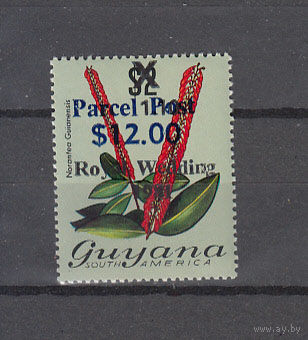 $2
Parcel Post
$12.00
Royal Wedding
Norantea Guianensis
Guyana
SOUTH AMERICA
www.ay.by